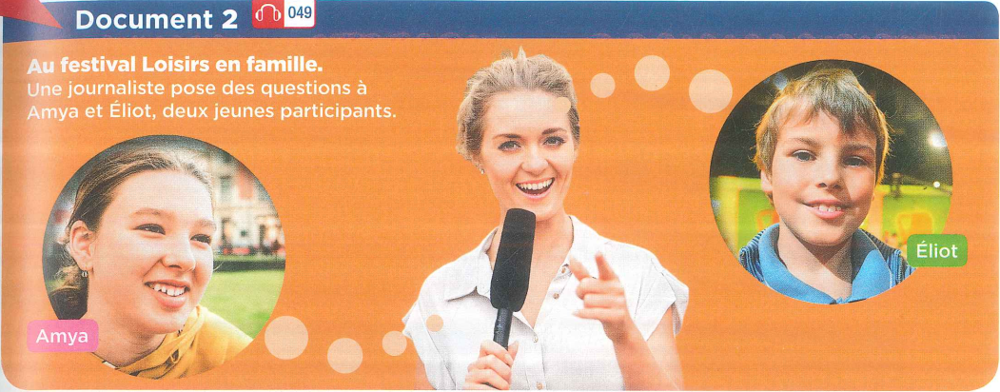 Document 2
049
Au festival Loisirs en famille.
Une journaliste pose des questions à
Amya et Éliot, deux jeunes participants.
Éliot
Amya